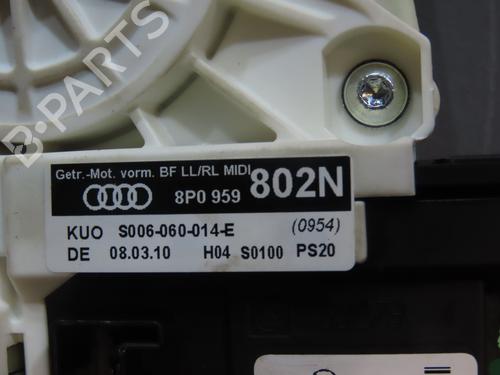 B-PARTS
Getr.-Mot. vorm. BF LL/RL MIDI
8P0 959 802N
KUO S006-060-014-E (0954)
DE 08.03.10 H04 S0100 PS20